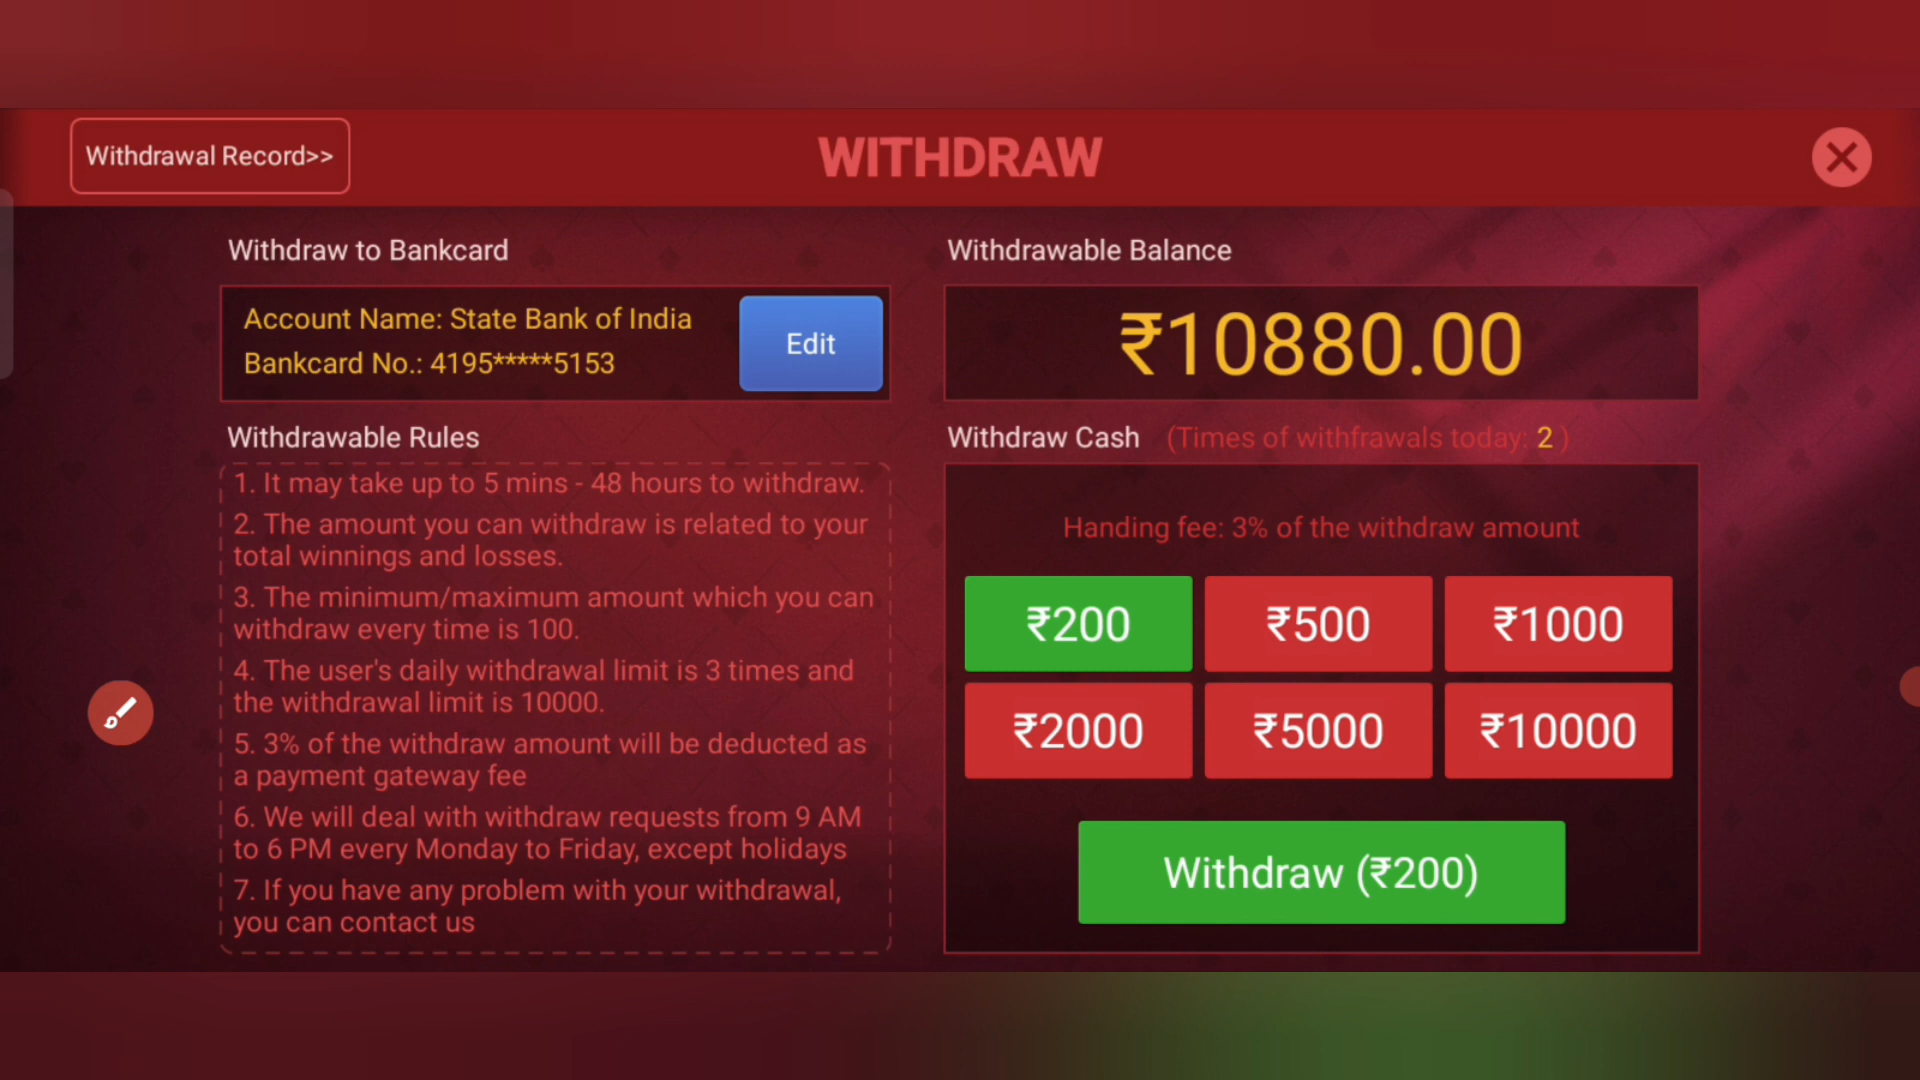 Withdrawal Record>>
WITHDRAW
Withdraw to Bankcard
Account Name: State Bank of India
Bankcard No.: 4195*****5153
Edit
Withdrawable Rules
1. It may take up to 5 mins - 48 hours to withdraw.
2. The amount you can withdraw is related to your
total winnings and losses.
3. The minimum/maximum amount which you can
withdraw every time is 100.
4. The user's daily withdrawal limit is 3 times and
the withdrawal limit is 10000.
5. 3% of the withdraw amount will be deducted as
a payment gateway fee
6. We will deal with withdraw requests from 9 AM
to 6 PM every Monday to Friday, except holidays
7. If you have any problem with your withdrawal,
you can contact us
Withdrawable Balance
₹10880.00
Withdraw Cash (Times of withfrawals today: 2 )
Handing fee: 3% of the withdraw amount
₹200 ₹500 ₹1000
₹2000 ₹5000 ₹10000
Withdraw (₹200)